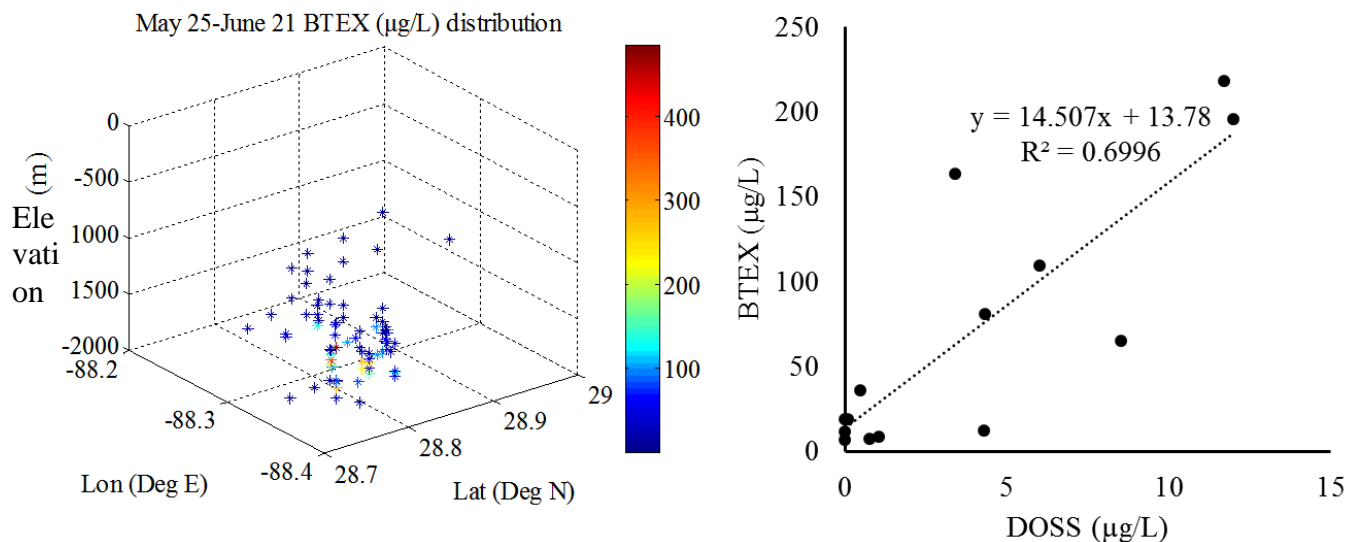 May 25-June 21 BTEX (µg/L) distribution
0
-500
1000
1500
-2000
(m)
Ele
vati
on
-88.2
-88.3
-88.4
Lon (Deg E)
28.7
28.8
28.9
29
Lat (Deg N)
400
300
200
100
250
200
150
100
50
0
BTEX (µg/L)
y = 14.507x + 13.78
R² = 0.6996
0
5
10
15
DOSS (µg/L)